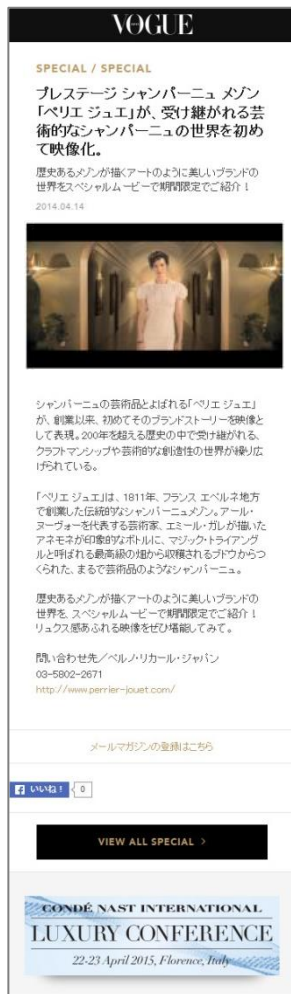 VOGUE
SPECIAL / SPECIAL
プレステージ シャンパーニュ メゾン
「ペリエ ジュエ」が、受け継がれる芸
術的なシャンパーニュの世界を初め
て映像化。
歴史あるメゾンが描くアートのように美しいブランドの
世界をスペシャルムービーで期間限定でご紹介！
2014.04.14
シャンパーニュの芸術品とよばれる「ペリエ ジュエ」
が、創業以来、初めてそのブランドストーリーを映像と
して表現。200年を超える歴史の中で受け継がれる、
クラフトマンシップや芸術的な創造性の世界が繰り広
げられている。
「ペリエ ジュエ」は、1811年、フランス エペルネ地方
で創業した伝統的なシャンパーニュメゾン。アール・
ヌーヴォーを代表する芸術家、エミール・ガレが描いた
アネモネが印象的なボトルに、マジック・トライアング
ルと呼ばれる最高級の畑から収穫されるブドウからつ
くられた、まるで芸術品のようなシャンパーニュ。
歴史あるメゾンが描くアートのように美しいブランドの
世界を、スペシャルムービーで期間限定でご紹介！
リュクス感あふれる映像をぜひ堪能してみて。
問い合わせ先／ペルノ・リカール・ジャパン
03-5802-2671
http://www.perrier-jouet.com/
メールマガジンの登録はこちら
いいね！ 0
VIEW ALL SPECIAL >
CONDÉ NAST INTERNATIONAL
LUXURY CONFERENCE
22-23 April 2015, Florence, Italy